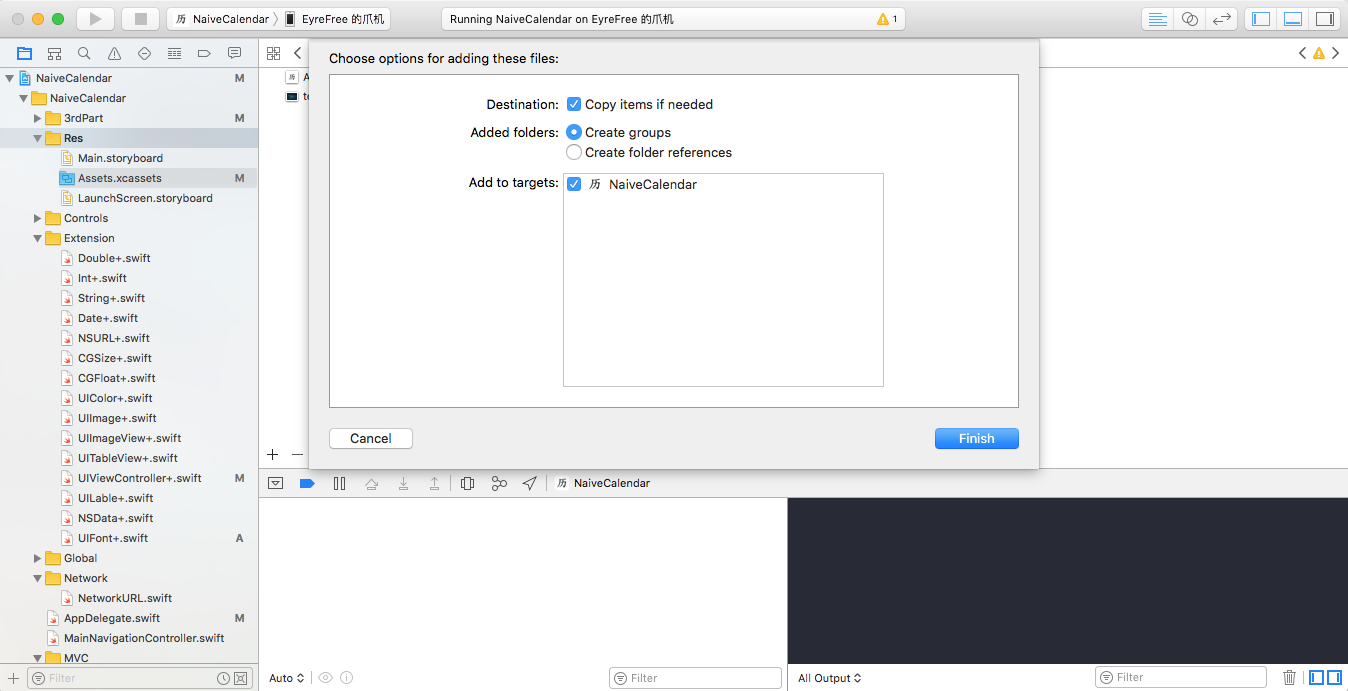 历 NaiveCalendar 〉 EyreFree 的爪机
Running NaiveCalendar on EyreFree 的爪机
1
NaiveCalendar M
NaiveCalendar
3rdPart M
Res
Main.storyboard
Assets.xcassets M
LaunchScreen.storyboard
Controls
Extension
Double+.swift
Int+.swift
String+.swift
Date+.swift
NSURL+.swift
CGSize+.swift
CGFloat+.swift
UIColor+.swift
UIImage+.swift
UIImageView+.swift
UITableView+.swift
UIViewController+.swift M
UILable+.swift
NSData+.swift
UIFont+.swift A
Global
Network
NetworkURL.swift
AppDelegate.swift M
MainNavigationController.swift
MVC
Filter
Choose options for adding these files:
Destination: Copy items if needed
Added folders: Create groups
Create folder references
Add to targets: 历 NaiveCalendar
Cancel
Finish
历 NaiveCalendar
Auto
Filter
All Output
Filter